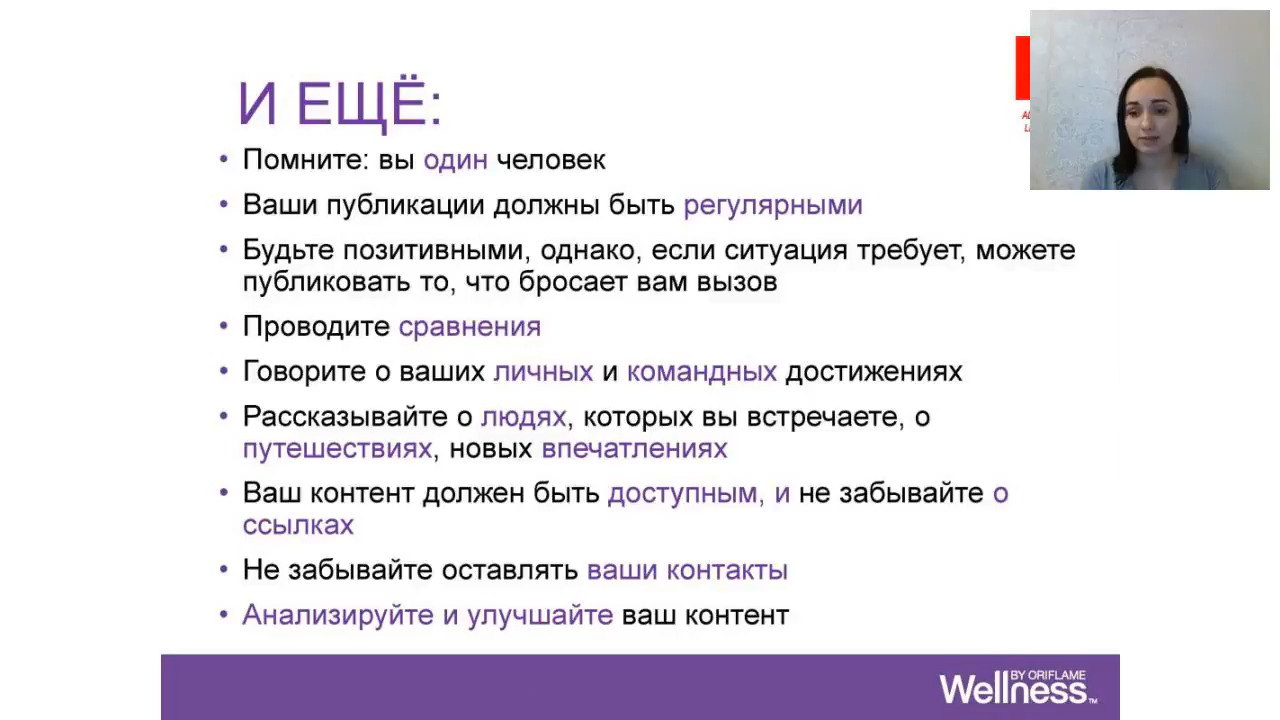 И ЕЩЁ:
• Помните: вы один человек
• Ваши публикации должны быть регулярными
• Будьте позитивными, однако, если ситуация требует, можете
публиковать то, что бросает вам вызов
• Проводите сравнения
• Говорите о ваших личных и командных достижениях
• Рассказывайте о людях, которых вы встречаете, о
путешествиях, новых впечатлениях
• Ваш контент должен быть доступным, и не забывайте о
ссылках
• Не забывайте оставлять ваши контакты
• Анализируйте и улучшайте ваш контент
BY ORIFLAME
Wellness™